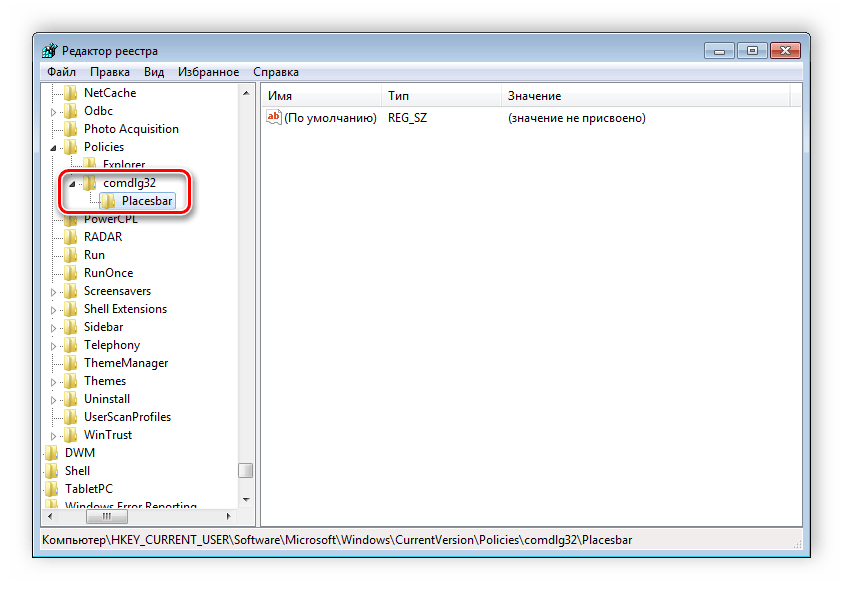 Редактор реестра
Файл Правка Вид Избранное Справка
NetCache
Odbc
Photo Acquisition
Policies
Explorer
comdlg32
Placesbar
PowerCPL
RADAR
Run
RunOnce
Screensavers
Shell Extensions
Sidebar
Telephony
ThemeManager
Themes
Uninstall
UserScanProfiles
WinTrust
DWM
Shell
TabletPC
Windows Error Reporting
Имя Тип Значение
ab (По умолчанию) REG_SZ (значение не присвоено)
Компьютер\HKEY_CURRENT_USER\Software\Microsoft\Windows\CurrentVersion\Policies\comdlg32\Placesbar